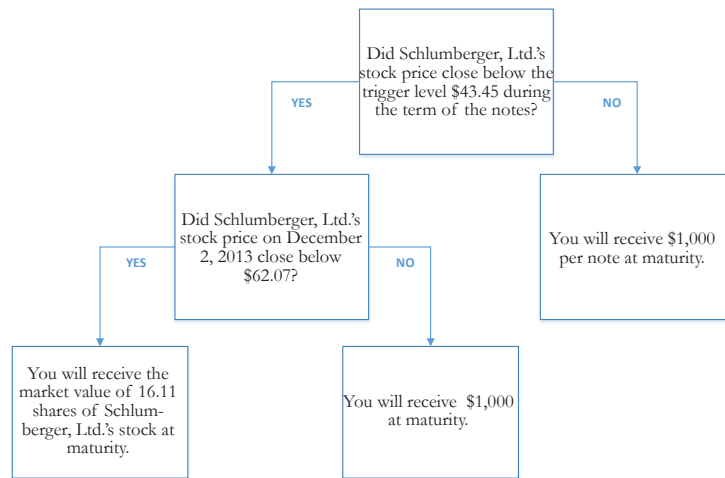 Did Schlumberger, Ltd.'s
stock price close below the
trigger level $43.45 during
the term of the notes?
YES
NO
Did Schlumberger, Ltd.'s
stock price on December
2, 2013 close below
$62.07?
You will receive $1,000
per note at maturity.
YES
NO
You will receive the
market value of 16.11
shares of Schlum-
berger, Ltd.'s stock at
maturity.
You will receive $1,000
at maturity.